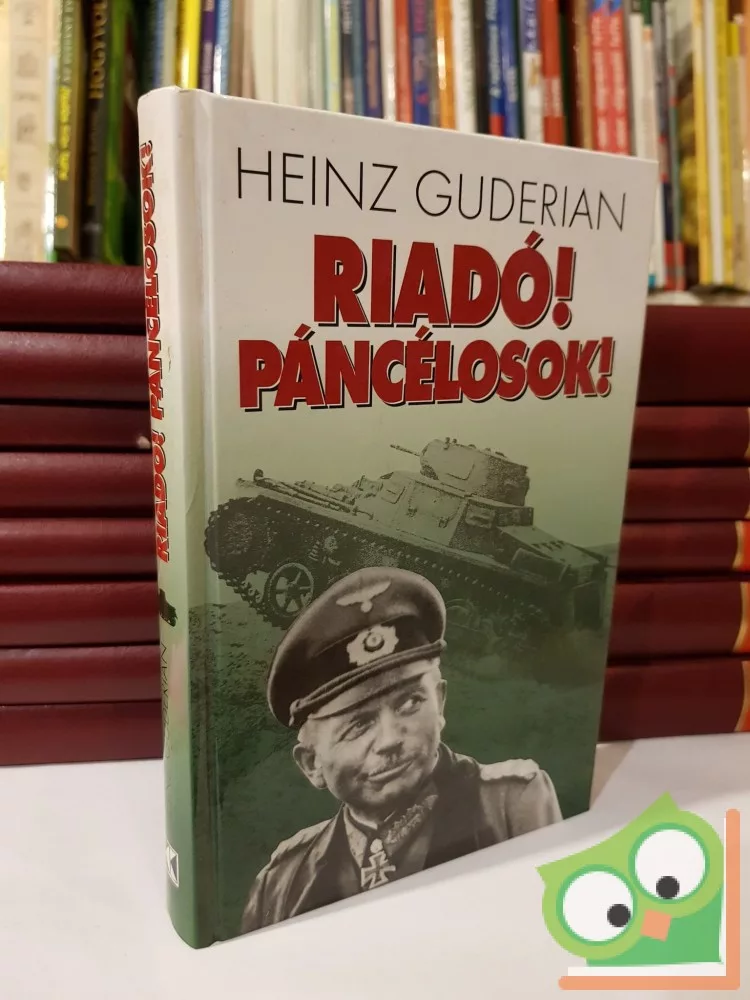 HEINZ GUDERIAN
RIADÓ!
PÁNCÉLOSOK!
RIADÓ! PÁNCÉLOSOK!
K